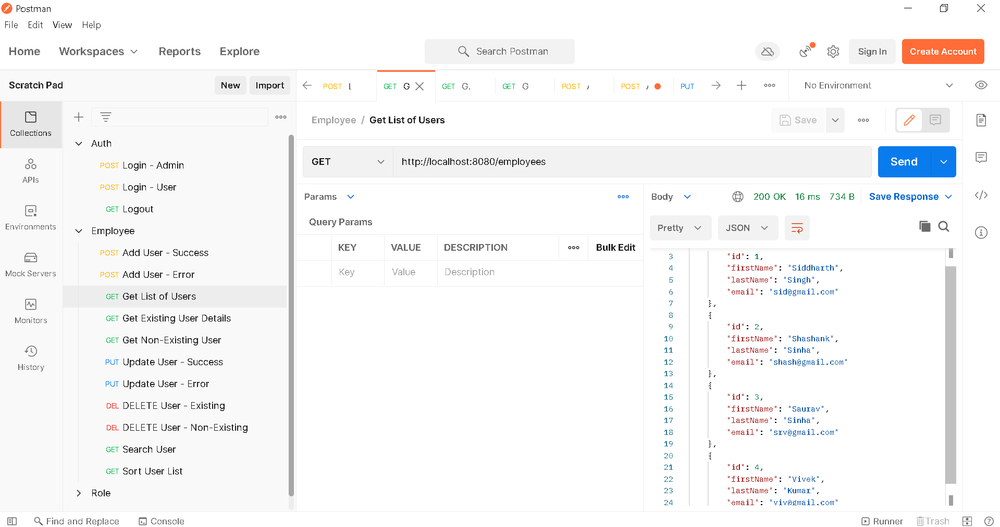 Postman
File Edit View Help
Home Workspaces Reports Explore Search Postman Sign In Create Account
Scratch Pad New Import
POST GET G GET G. GET G POST POST PUT No Environment
Collections
APIs
Environments
Mock Servers
Monitors
History
Auth
POST Login - Admin
POST Login - User
GET Logout
Employee
POST Add User - Success
POST Add User - Error
GET Get List of Users
GET Get Existing User Details
GET Get Non-Existing User
PUT Update User - Success
PUT Update User - Error
DEL DELETE User - Existing
DEL DELETE User - Non-Existing
GET Search User
GET Sort User List
Role
Employee / Get List of Users Save
GET http://localhost:8080/employees Send
Params
Query Params
KEY VALUE DESCRIPTION Bulk Edit
Key Value Description
Body 200 OK 16 ms 734 B Save Response
Pretty JSON
3 "id": 1,
4 "firstName": "Siddharth",
5 "lastName": "Singh",
6 "email": "sid@gmail.com"
7 },
8 {
9 "id": 2,
10 "firstName": "Shashank",
11 "lastName": "Sinha",
12 "email": "shash@gmail.com"
13 },
14 {
15 "id": 3,
16 "firstName": "Saurav",
17 "lastName": "Sinha",
18 "email": "srv@gmail.com"
19 },
20 {
21 "id": 4,
22 "firstName": "Vivek",
23 "lastName": "Kumar",
24 "email": "viv@gmail.com"
Find and Replace Console Runner Trash